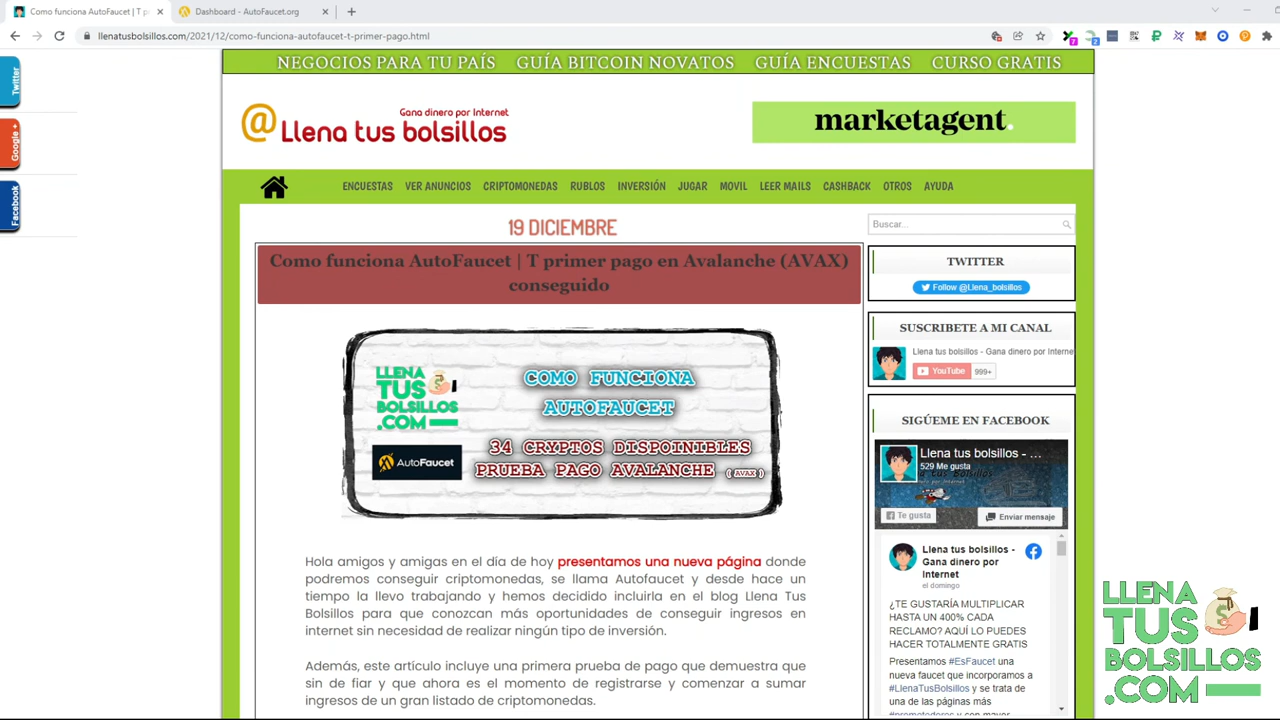 Como funciona AutoFaucet | T p
Dashboard - AutoFaucet.org
llenatusbolsillos.com/2021/12/como-funciona-autofaucet-t-primer-pago.html
7
2
Twitter
Google +
Facebook
NEGOCIOS PARA TU PAÍS GUÍA BITCOIN NOVATOS GUÍA ENCUESTAS CURSO GRATIS
Gana dinero por Internet
@ Llena tus bolsillos
marketagent.
ENCUESTAS VER ANUNCIOS CRIPTOMONEDAS RUBLOS INVERSIÓN JUGAR MOVIL LEER MAILS CASHBACK OTROS AYUDA
19 DICIEMBRE
Como funciona AutoFaucet | T primer pago en Avalanche (AVAX)
conseguido
LLENA
TUS
BOLSILLOS
.COM
AutoFaucet
COMO FUNCIONA
AUTOFAUCET
34 CRYPTOS DISPOINIBLES
PRUEBA PAGO AVALANCHE (AVAX)
Hola amigos y amigas en el día de hoy presentamos una nueva página donde
podremos conseguir criptomonedas, se llama Autofaucet y desde hace un
tiempo la llevo trabajando y hemos decidido incluirla en el blog Llena Tus
Bolsillos para que conozcan más oportunidades de conseguir ingresos en
internet sin necesidad de realizar ningún tipo de inversión.
Además, este artículo incluye una primera prueba de pago que demuestra que
sin de fiar y que ahora es el momento de registrarse y comenzar a sumar
ingresos de un gran listado de criptomonedas.
Buscar...
TWITTER
Follow @Llena_bolsillos
SUSCRIBETE A MI CANAL
Llena tus bolsillos - Gana dinero por Interne
YouTube 999+
SIGÚEME EN FACEBOOK
Llena tus bolsillos - ...
529 Me gusta
Te gusta
Enviar mensaje
Llena tus bolsillos -
Gana dinero por
Internet
el domingo
¿TE GUSTARÍA MULTIPLICAR
HASTA UN 400% CADA
RECLAMO? AQUÍ LO PUEDES
HACER TOTALMENTE GRATIS
Presentamos #EsFaucet una
nueva faucet que incorporamos a
#LlenaTusBolsillos y se trata de
una de las páginas más
#prometedoras y con mayor
LLENA
TUS
BOLSILLOS
.COM